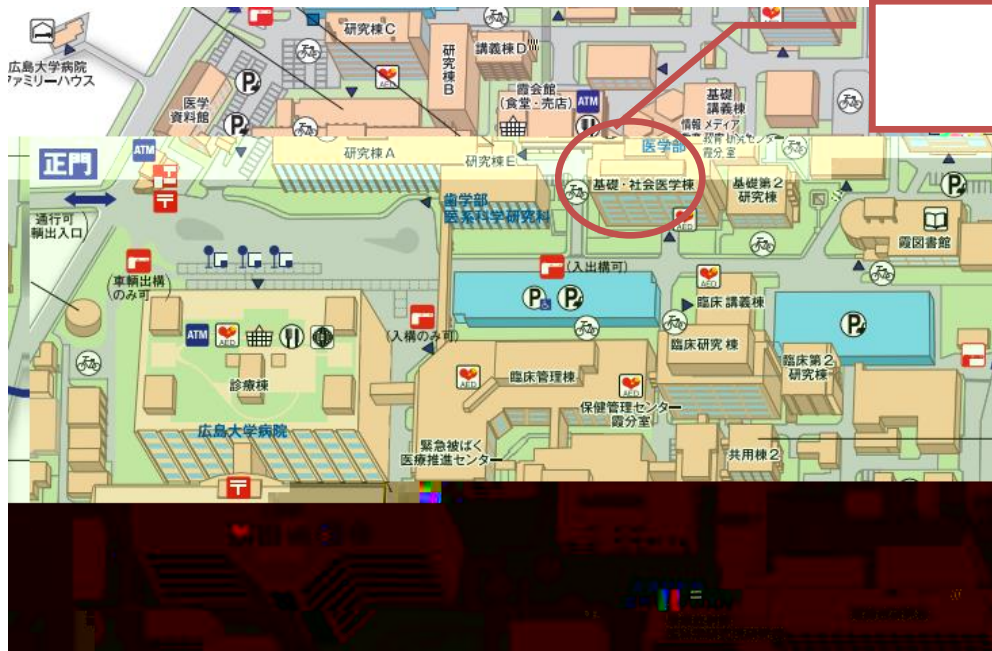 研究棟C
講義棟D
研究棟B
広島大学病院
ファミリーハウス
医学
資料館
霞会館
(食堂・売店)
ATM
基礎
講義棟
情報メディア
教育研究センター
霞分室
AED
正門
ATM
研究棟A
研究棟E
医学部
基礎・社会医学棟
基礎第2
研究棟
歯学部
医系科学研究科
AED
霞図書館
通行可
輌出入口
車輌出構
のみ可
(入出構可)
AED
臨床講義棟
(入構のみ可)
ATM
AED
臨床研究棟
臨床第2
研究棟
診療棟
AED
臨床管理棟
AED
保健管理センター
霞分室
広島大学病院
緊急被ばく
医療推進センター
共用棟2